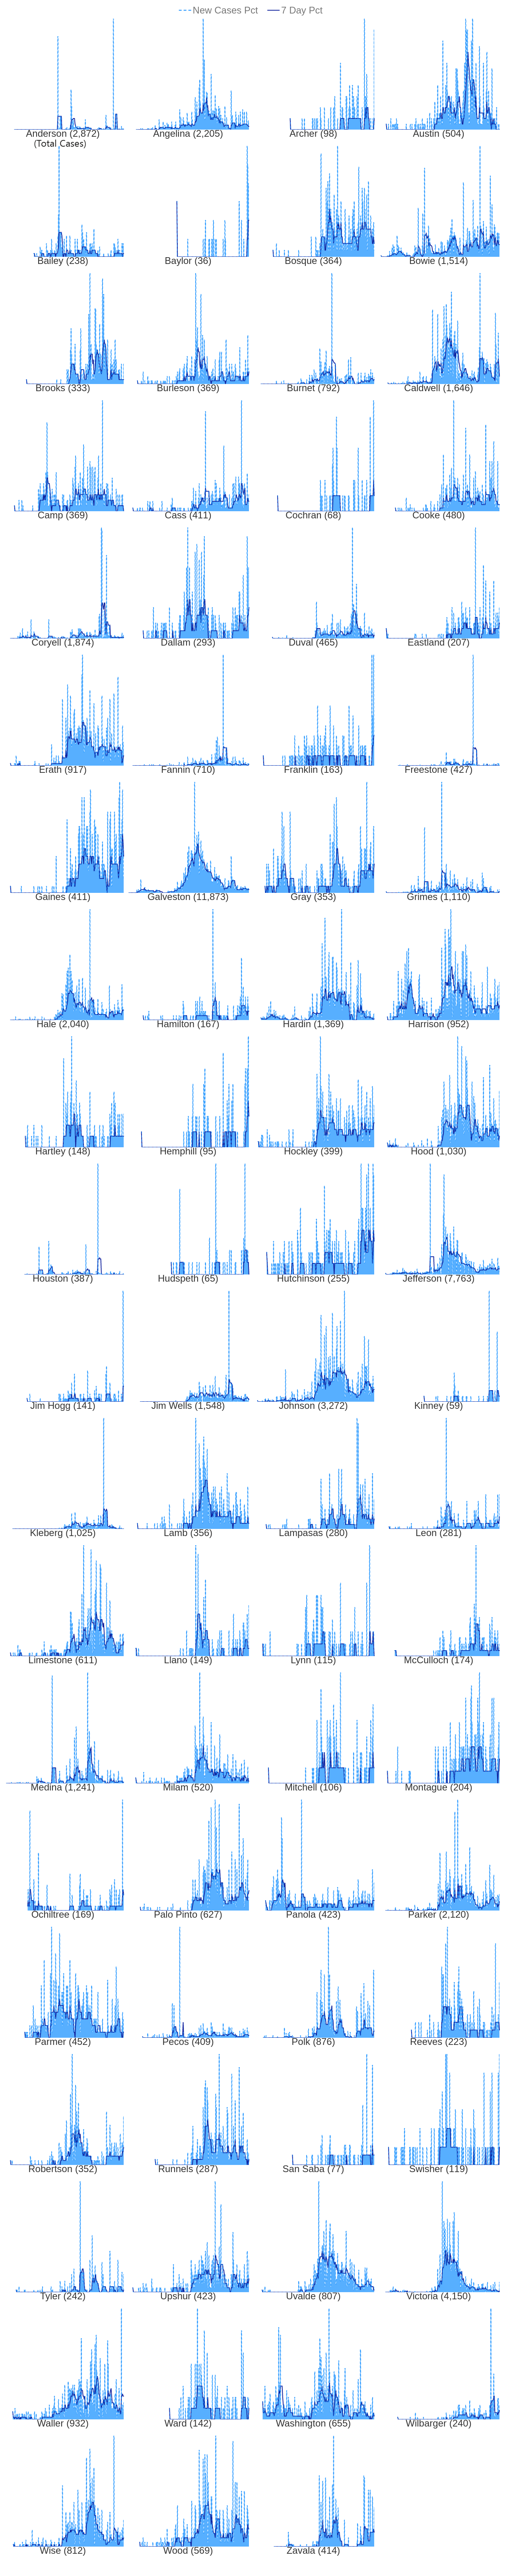 New Cases Pct 7 Day Pct
Anderson (2,872) Angelina (2,205) Archer (98) Austin (504)
(Total Cases)
Bailey (238) Baylor (36) Bosque (364) Bowie (1,514)
Brooks (333) Burleson (369) Burnet (792) Caldwell (1,646)
Camp (369) Cass (411) Cochran (68) Cooke (480)
Coryell (1,874) Dallam (293) Duval (465) Eastland (207)
Erath (917) Fannin (710) Franklin (163) Freestone (427)
Gaines (411) Galveston (11,873) Gray (353) Grimes (1,110)
Hale (2,040) Hamilton (167) Hardin (1,369) Harrison (952)
Hartley (148) Hemphill (95) Hockley (399) Hood (1,030)
Houston (387) Hudspeth (65) Hutchinson (255) Jefferson (7,763)
Jim Hogg (141) Jim Wells (1,548) Johnson (3,272) Kinney (59)
Kleberg (1,025) Lamb (356) Lampasas (280) Leon (281)
Limestone (611) Llano (149) Lynn (115) McCulloch (174)
Medina (1,241) Milam (520) Mitchell (106) Montague (204)
Ochiltree (169) Palo Pinto (627) Panola (423) Parker (2,120)
Parmer (452) Pecos (409) Polk (876) Reeves (223)
Robertson (352) Runnels (287) San Saba (77) Swisher (119)
Tyler (242) Upshur (423) Uvalde (807) Victoria (4,150)
Waller (932) Ward (142) Washington (655) Wilbarger (240)
Wise (812) Wood (569) Zavala (414)